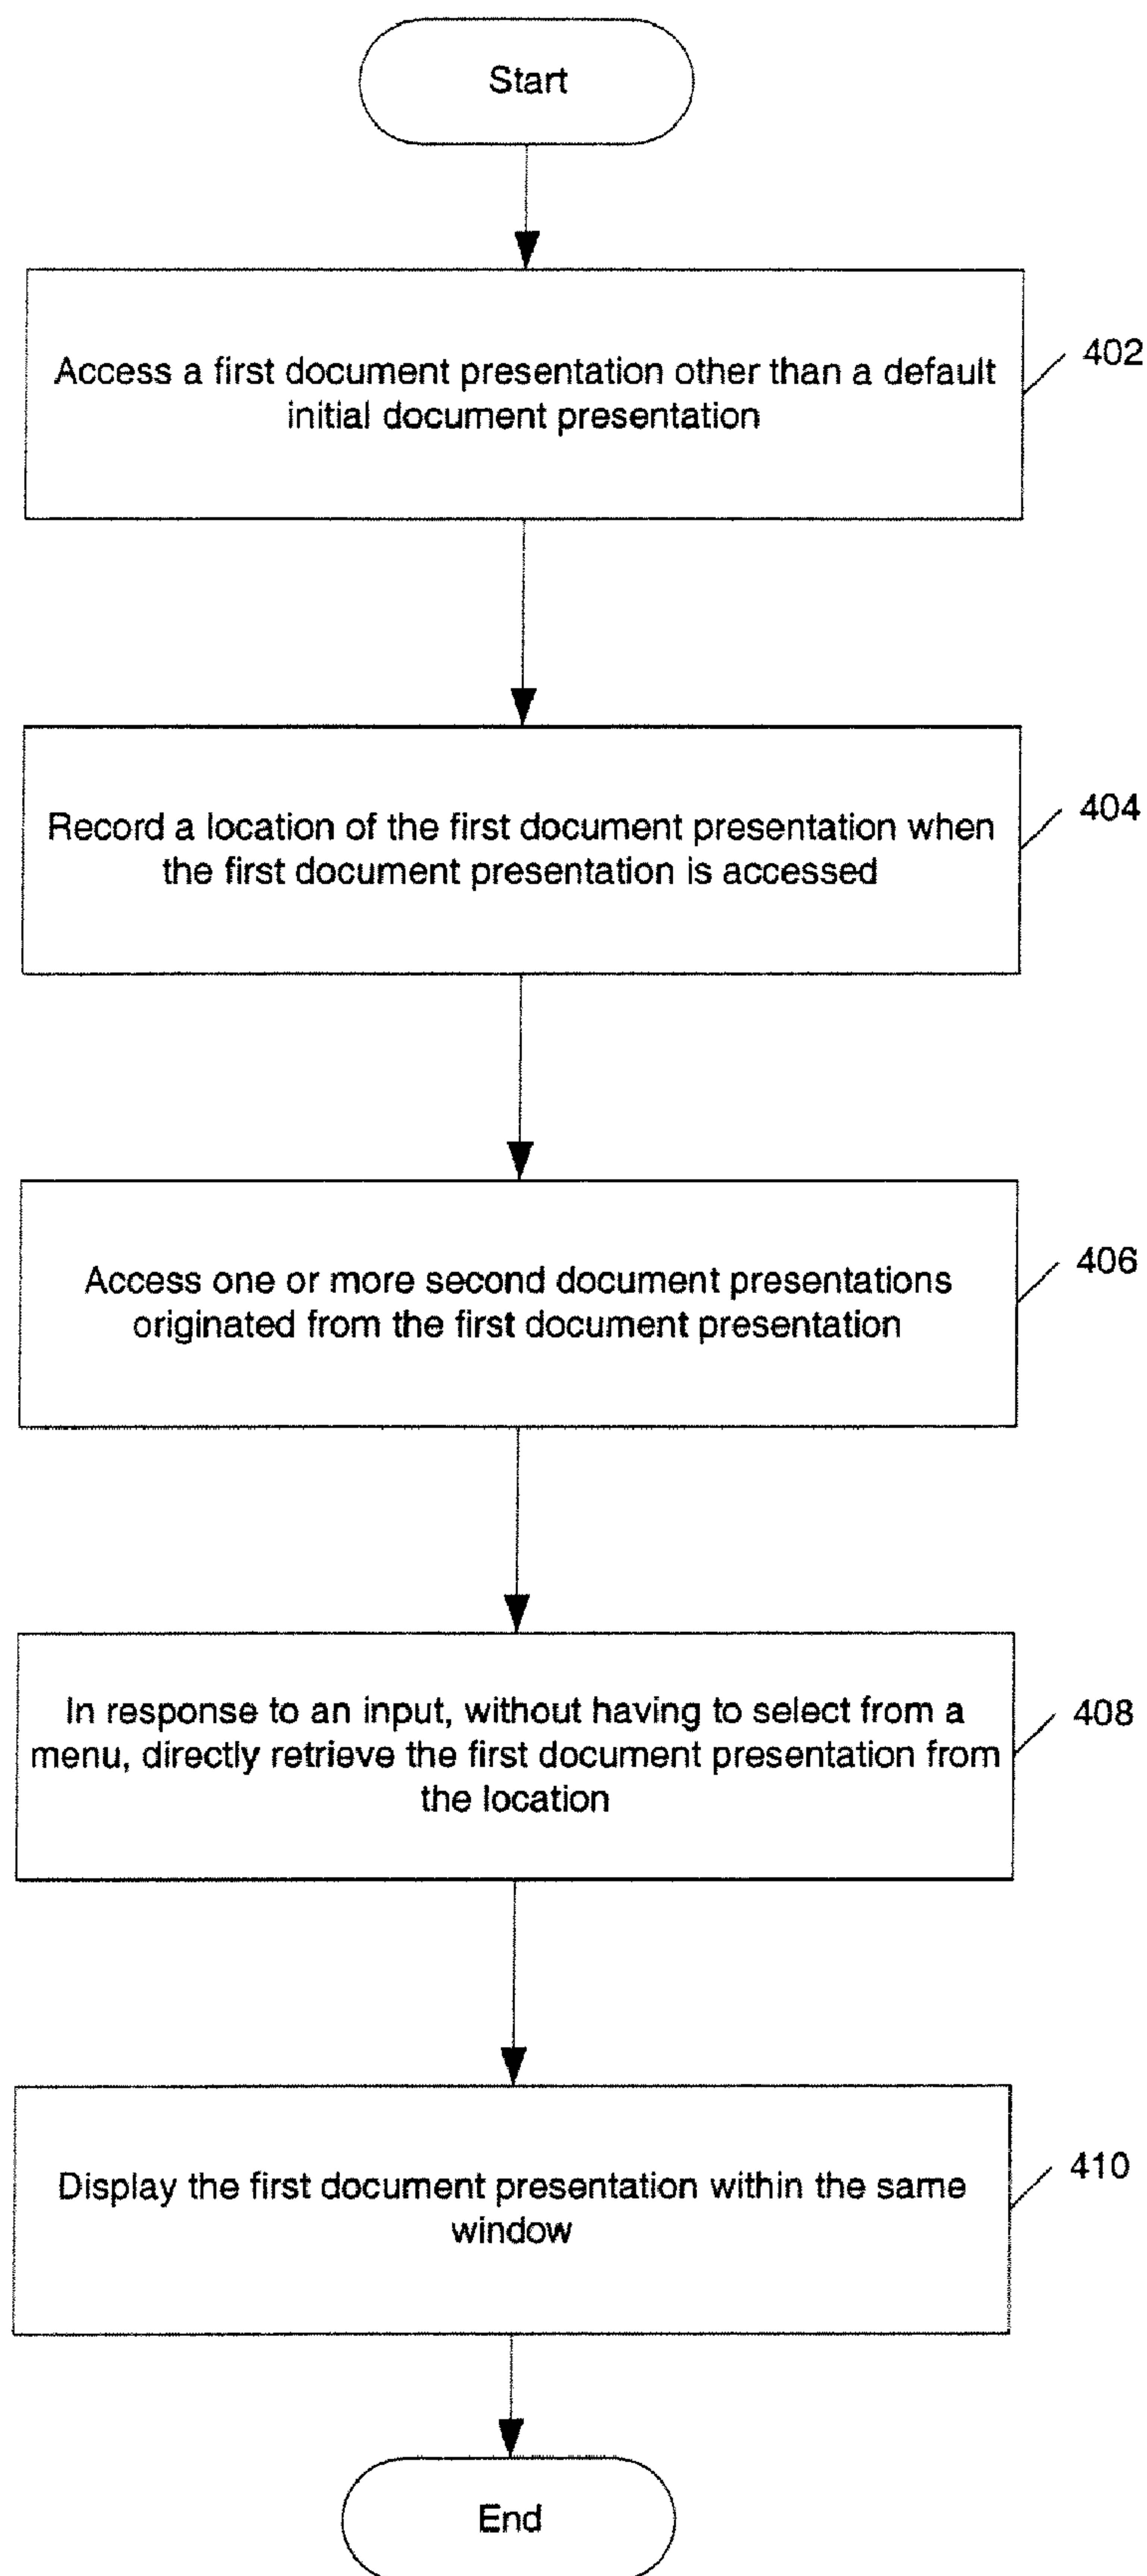 Start
Access a first document presentation other than a default
initial document presentation
402
Record a location of the first document presentation when
the first document presentation is accessed
404
Access one or more second document presentations
originated from the first document presentation
406
In response to an input, without having to select from a
menu, directly retrieve the first document presentation from
the location
408
Display the first document presentation within the same
window
410
End